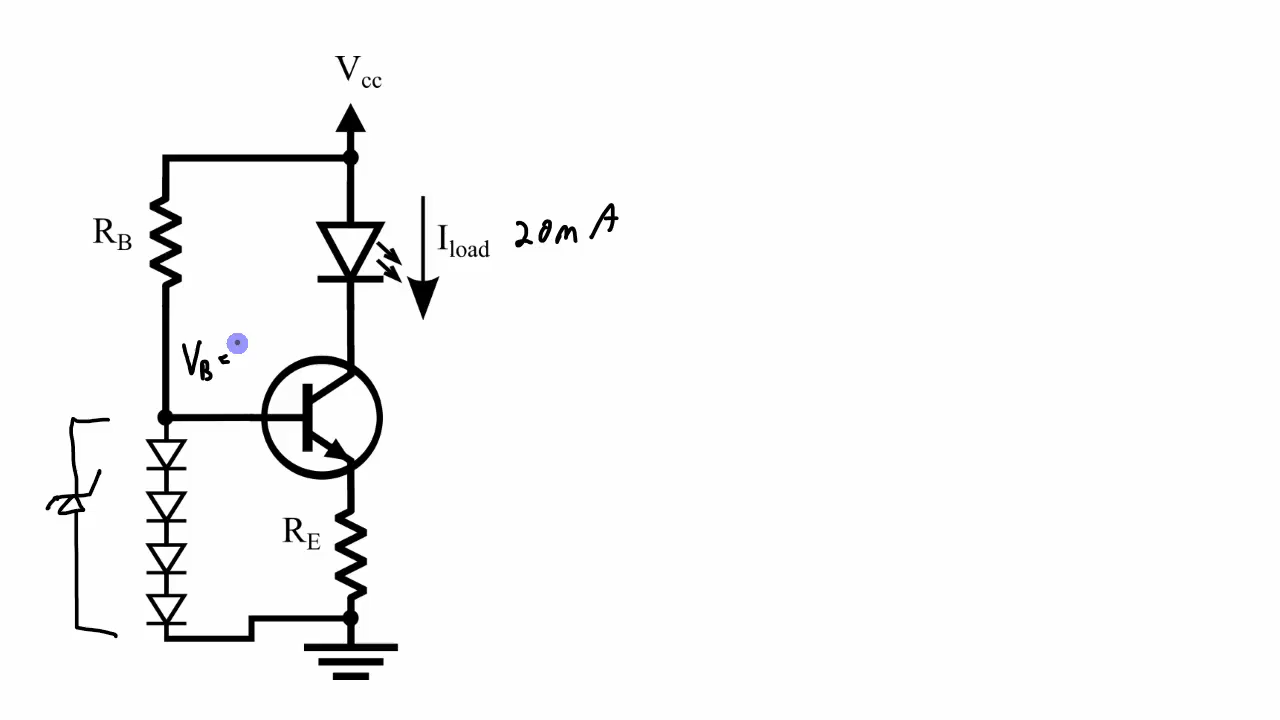 Vcc
RB
Iload 20mA
VB =
RE